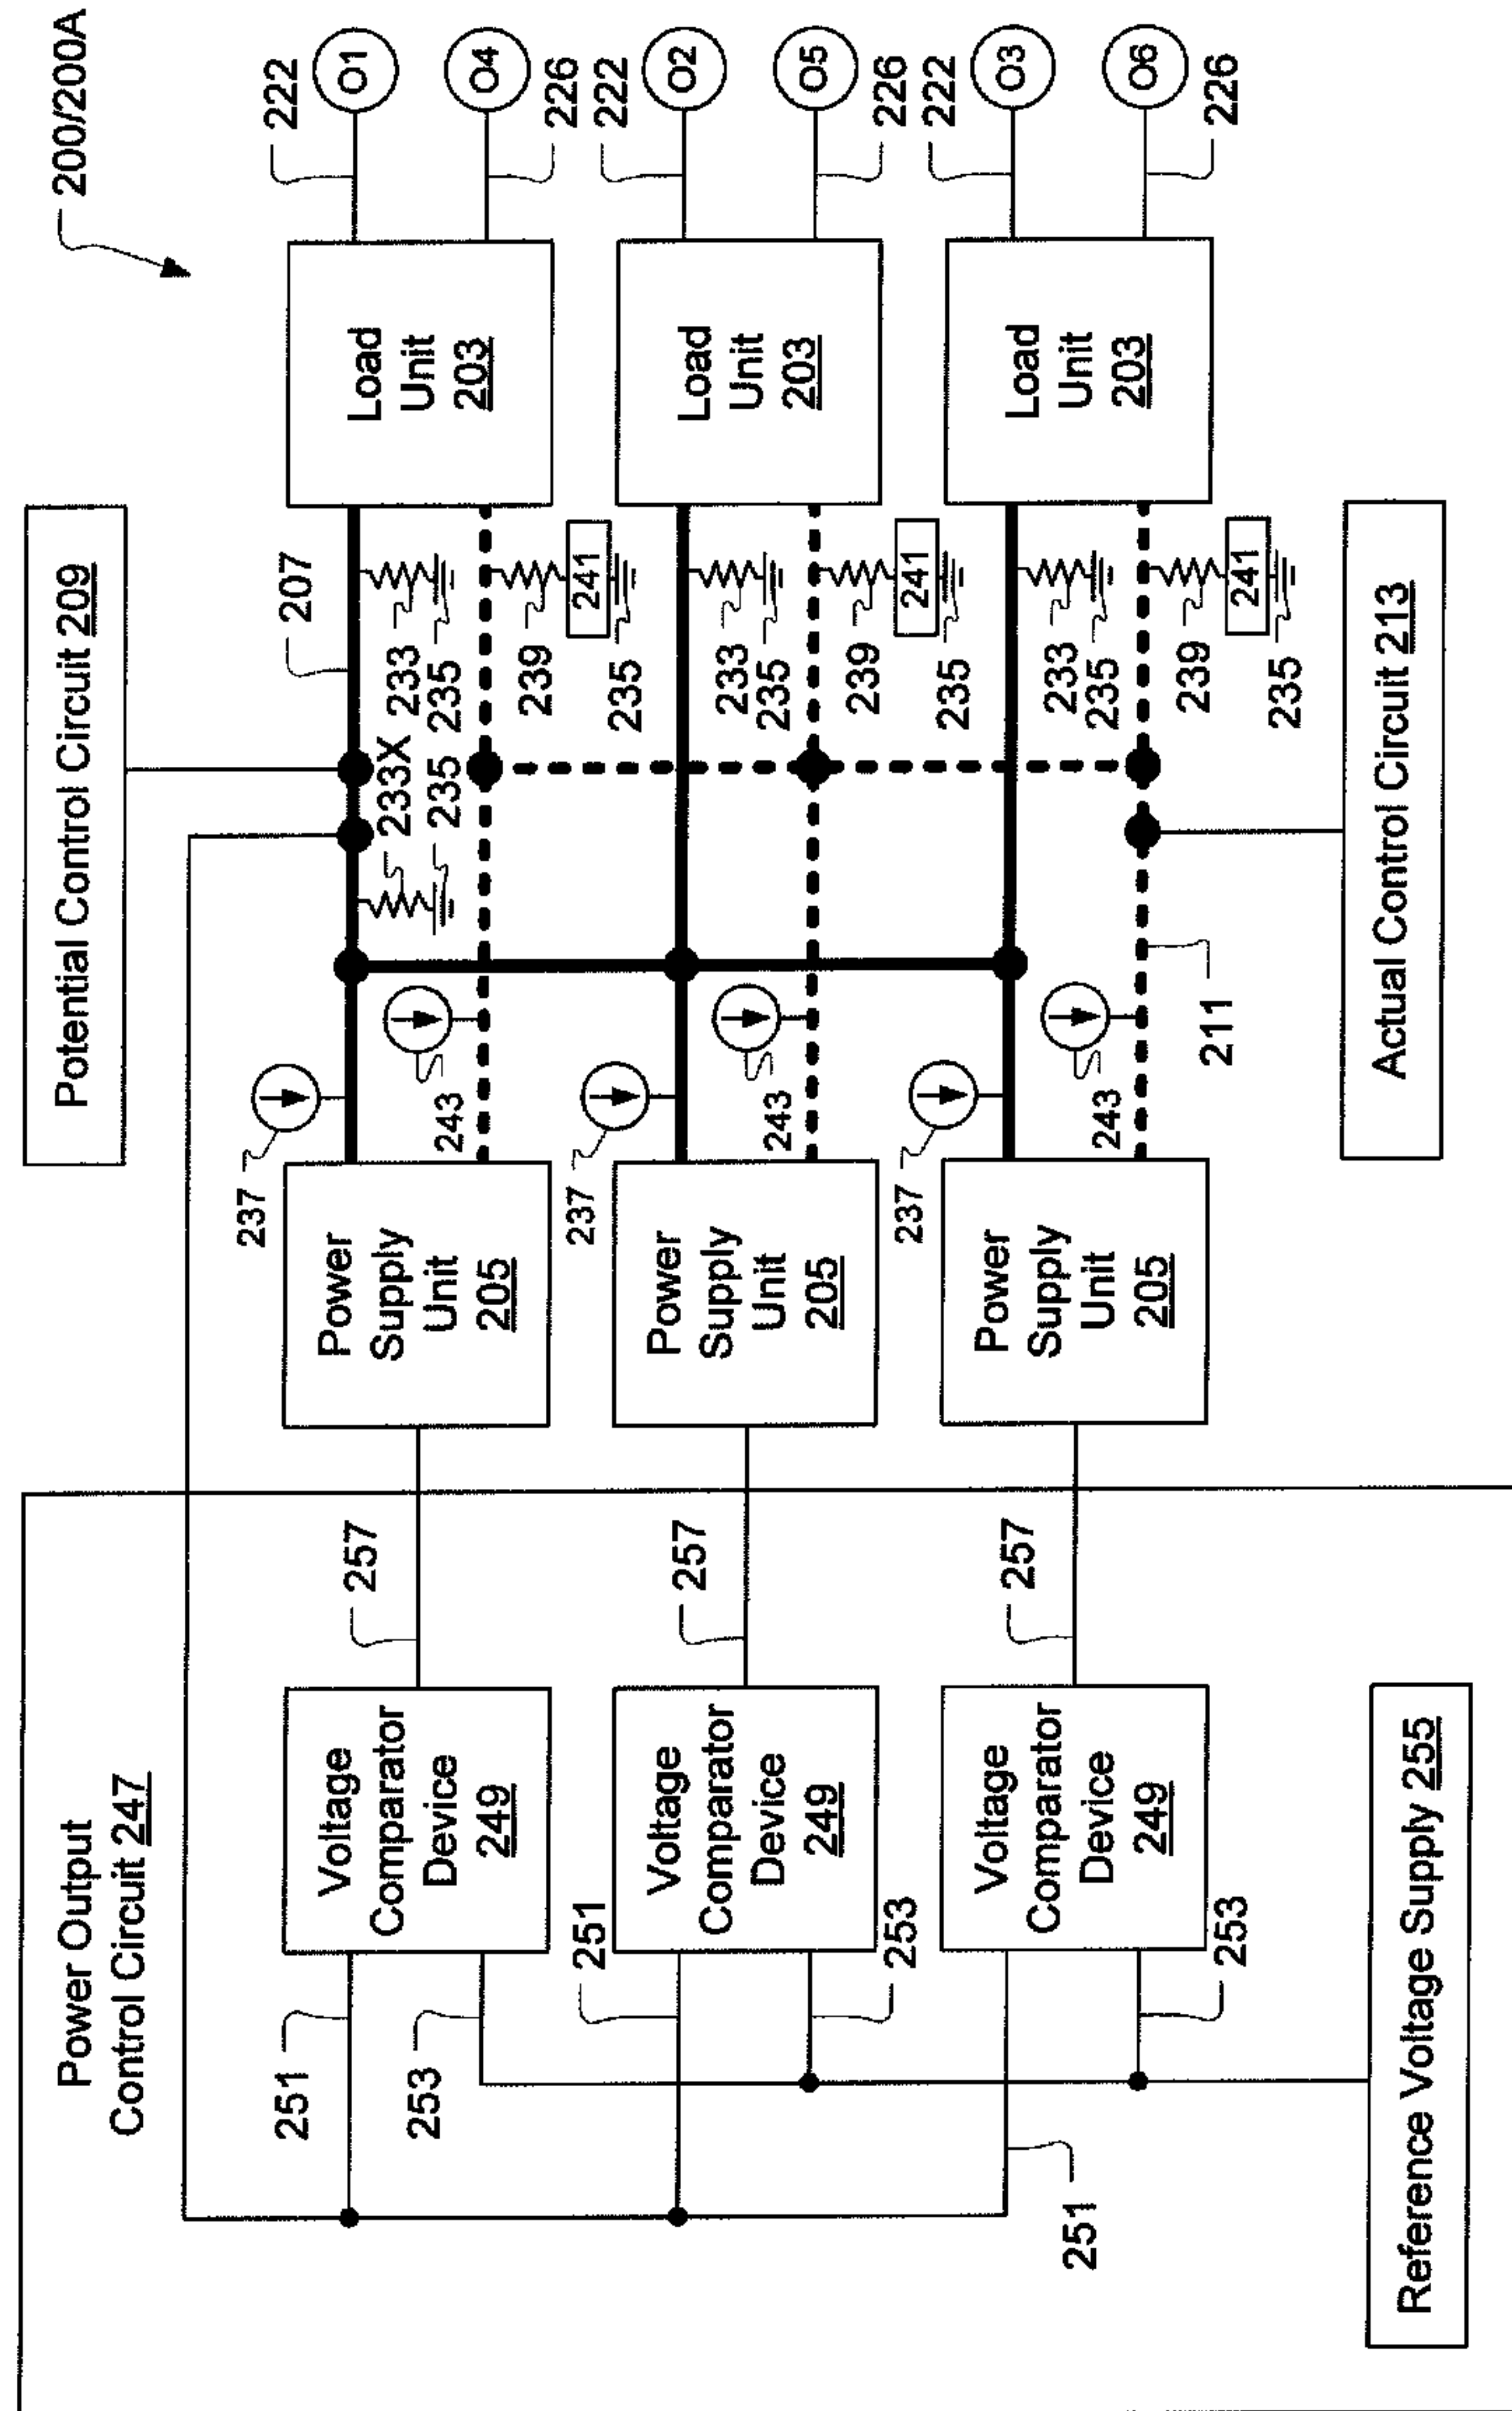 200/200A
Power Output
Control Circuit 247
Potential Control Circuit 209
251
253
Voltage
Comparator
Device
249
257
Power
Supply
Unit
205
237
243
233X
235
207
233
235
239
241
235
Load
Unit
203
222
O1
226
O4
251
253
Voltage
Comparator
Device
249
257
Power
Supply
Unit
205
237
243
233
235
239
241
235
Load
Unit
203
222
O2
226
O5
251
253
Voltage
Comparator
Device
249
257
Power
Supply
Unit
205
237
243
211
233
235
239
241
235
Load
Unit
203
222
O3
226
O6
Reference Voltage Supply 255
Actual Control Circuit 213